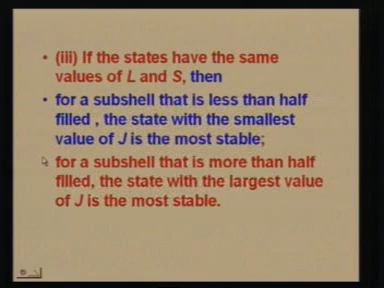 • (iii) If the states have the same
values of L and S, then
• for a subshell that is less than half
filled , the state with the smallest
value of J is the most stable;
• for a subshell that is more than half
filled, the state with the largest value
of J is the most stable.